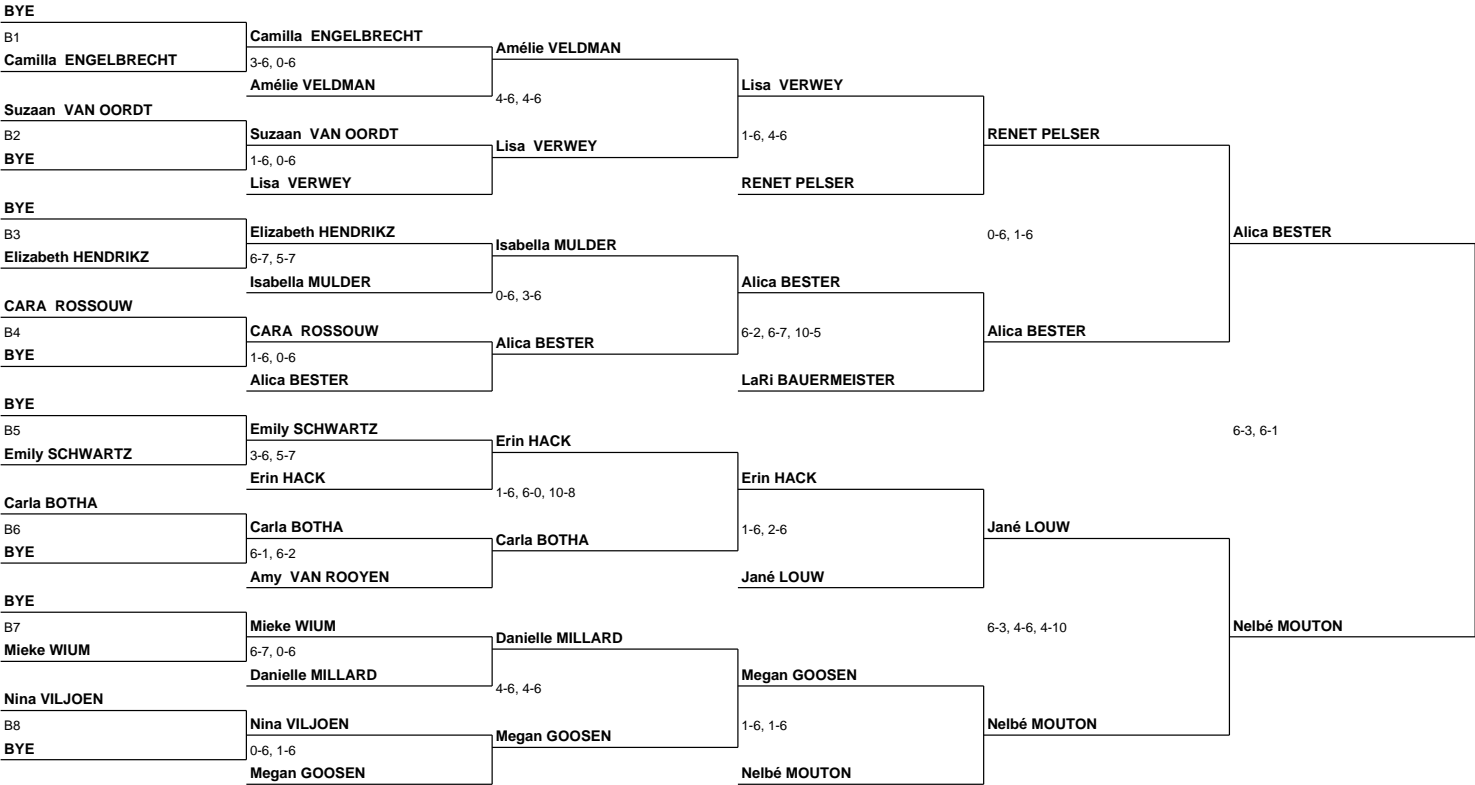 BYE
B1
Camilla  ENGELBRECHT
Suzaan  VAN OORDT
B2
BYE
BYE
B3
Elizabeth HENDRIKZ
CARA  ROSSOUW
B4
BYE
BYE
B5
Emily SCHWARTZ
Carla BOTHA
B6
BYE
BYE
B7
Mieke WIUM
Nina VILJOEN
B8
BYE
Camilla  ENGELBRECHT
3-6, 0-6
Amélie VELDMAN
Suzaan  VAN OORDT
1-6, 0-6
Lisa  VERWEY
Elizabeth HENDRIKZ
6-7, 5-7
Isabella MULDER
CARA  ROSSOUW
1-6, 0-6
Alica BESTER
Emily SCHWARTZ
3-6, 5-7
Erin HACK
Carla BOTHA
6-1, 6-2
Amy  VAN ROOYEN
Mieke WIUM
6-7, 0-6
Danielle MILLARD
Nina VILJOEN
0-6, 1-6
Megan GOOSEN
Amélie VELDMAN
4-6, 4-6
Lisa  VERWEY
Isabella MULDER
0-6, 3-6
Alica BESTER
Erin HACK
1-6, 6-0, 10-8
Carla BOTHA
Danielle MILLARD
4-6, 4-6
Megan GOOSEN
Lisa  VERWEY
1-6, 4-6
RENET PELSER
Alica BESTER
6-2, 6-7, 10-5
LaRi BAUERMEISTER
Erin HACK
1-6, 2-6
Jané LOUW
Megan GOOSEN
1-6, 1-6
Nelbé MOUTON
RENET PELSER
0-6, 1-6
Alica BESTER
Jané LOUW
6-3, 4-6, 4-10
Nelbé MOUTON
Alica BESTER
6-3, 6-1
Nelbé MOUTON